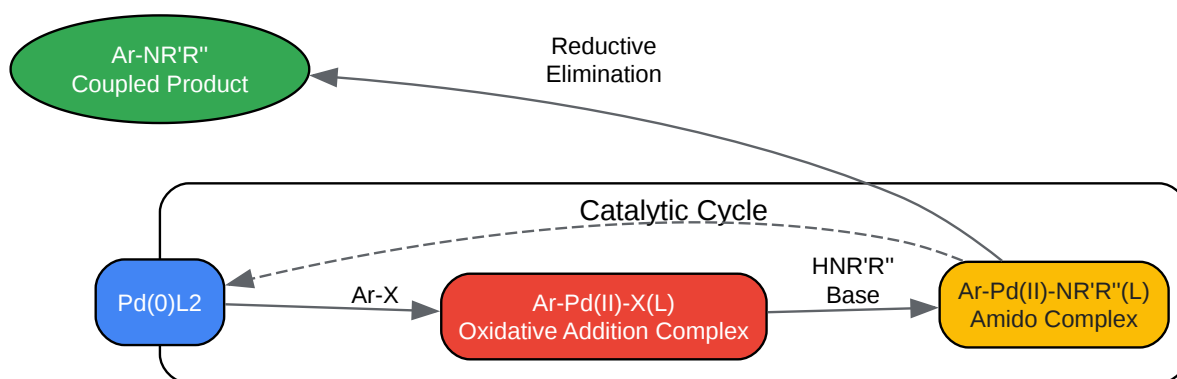 Ar-NR'R''
Coupled Product
Reductive
Elimination
Catalytic Cycle
Pd(0)L2
Ar-X
Ar-Pd(II)-X(L)
Oxidative Addition Complex
HNR'R''
Base
Ar-Pd(II)-NR'R''(L)
Amido Complex